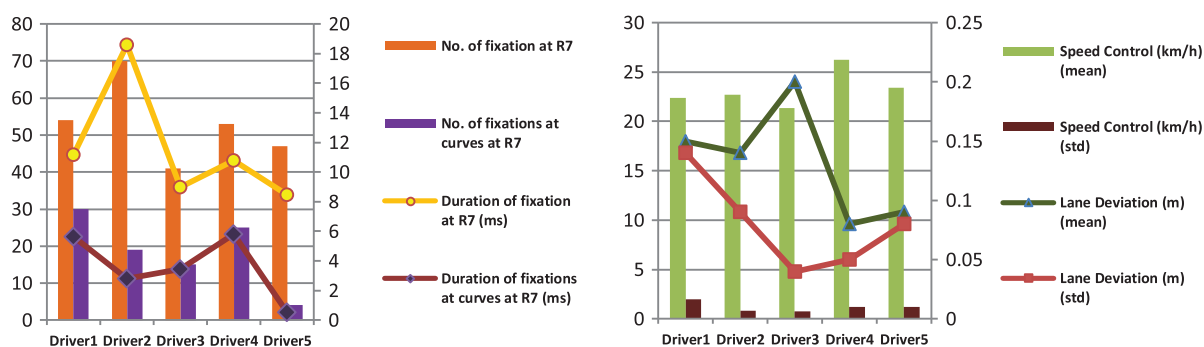 80
70
60
50
40
30
20
10
0
20
18
16
14
12
10
8
6
4
2
0
Driver1 Driver2 Driver3 Driver4 Driver5
No. of fixation at R7
No. of fixations at
curves at R7
Duration of fixation
at R7 (ms)
Duration of fixations
at curves at R7 (ms)
30
25
20
15
10
5
0
0.25
0.2
0.15
0.1
0.05
0
Driver1 Driver2 Driver3 Driver4 Driver5
Speed Control (km/h)
(mean)
Speed Control (km/h)
(std)
Lane Deviation (m)
(mean)
Lane Deviation (m)
(std)